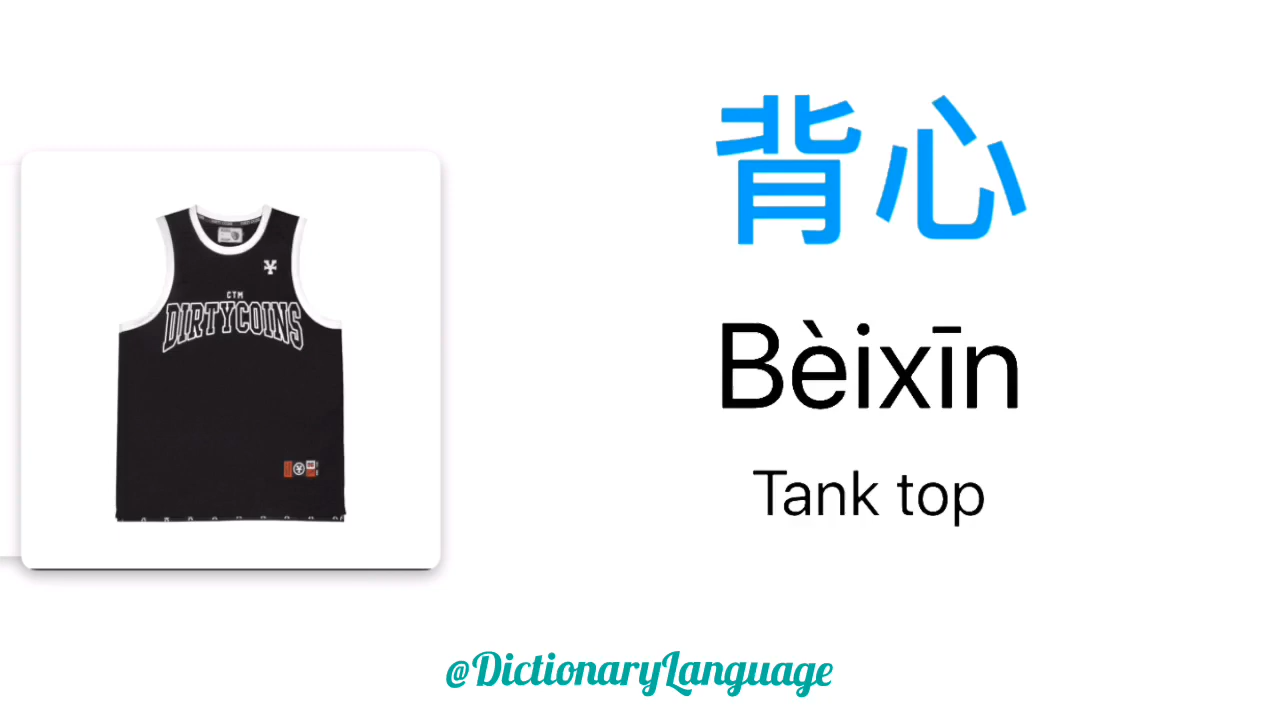 背心
Bèixīn
Tank top
CTM
DIRTYCOINS
@DictionaryLanguage